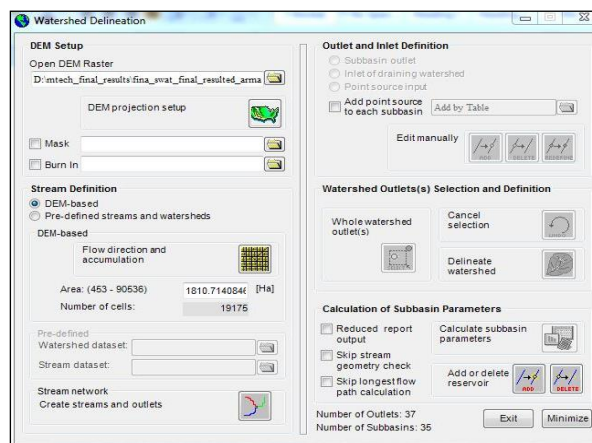 Watershed Delineation
DEM Setup
Open DEM Raster
D:\mtech_final_results\fina_swat_final_resulted_arma
DEM projection setup
Mask
Burn In
Stream Definition
DEM-based
Pre-defined streams and watersheds
DEM-based
Flow direction and
accumulation
Area: (453 - 90536) 1810.7140846 [Ha]
Number of cells: 19175
Pre-defined
Watershed dataset:
Stream dataset:
Stream network
Create streams and outlets
Outlet and Inlet Definition
Subbasin outlet
Inlet of draining watershed
Point source input
Add point source
to each subbasin
Add by Table
Edit manually
ADD DELETE REDEFINE
Watershed Outlets(s) Selection and Definition
Whole watershed
outlet(s)
Cancel
selection
Delineate
watershed
Calculation of Subbasin Parameters
Reduced report
output
Skip stream
geometry check
Skip longest flow
path calculation
Calculate subbasin
parameters
Add or delete
reservoir
ADD DELETE
Number of Outlets: 37
Number of Subbasins: 35
Exit Minimize